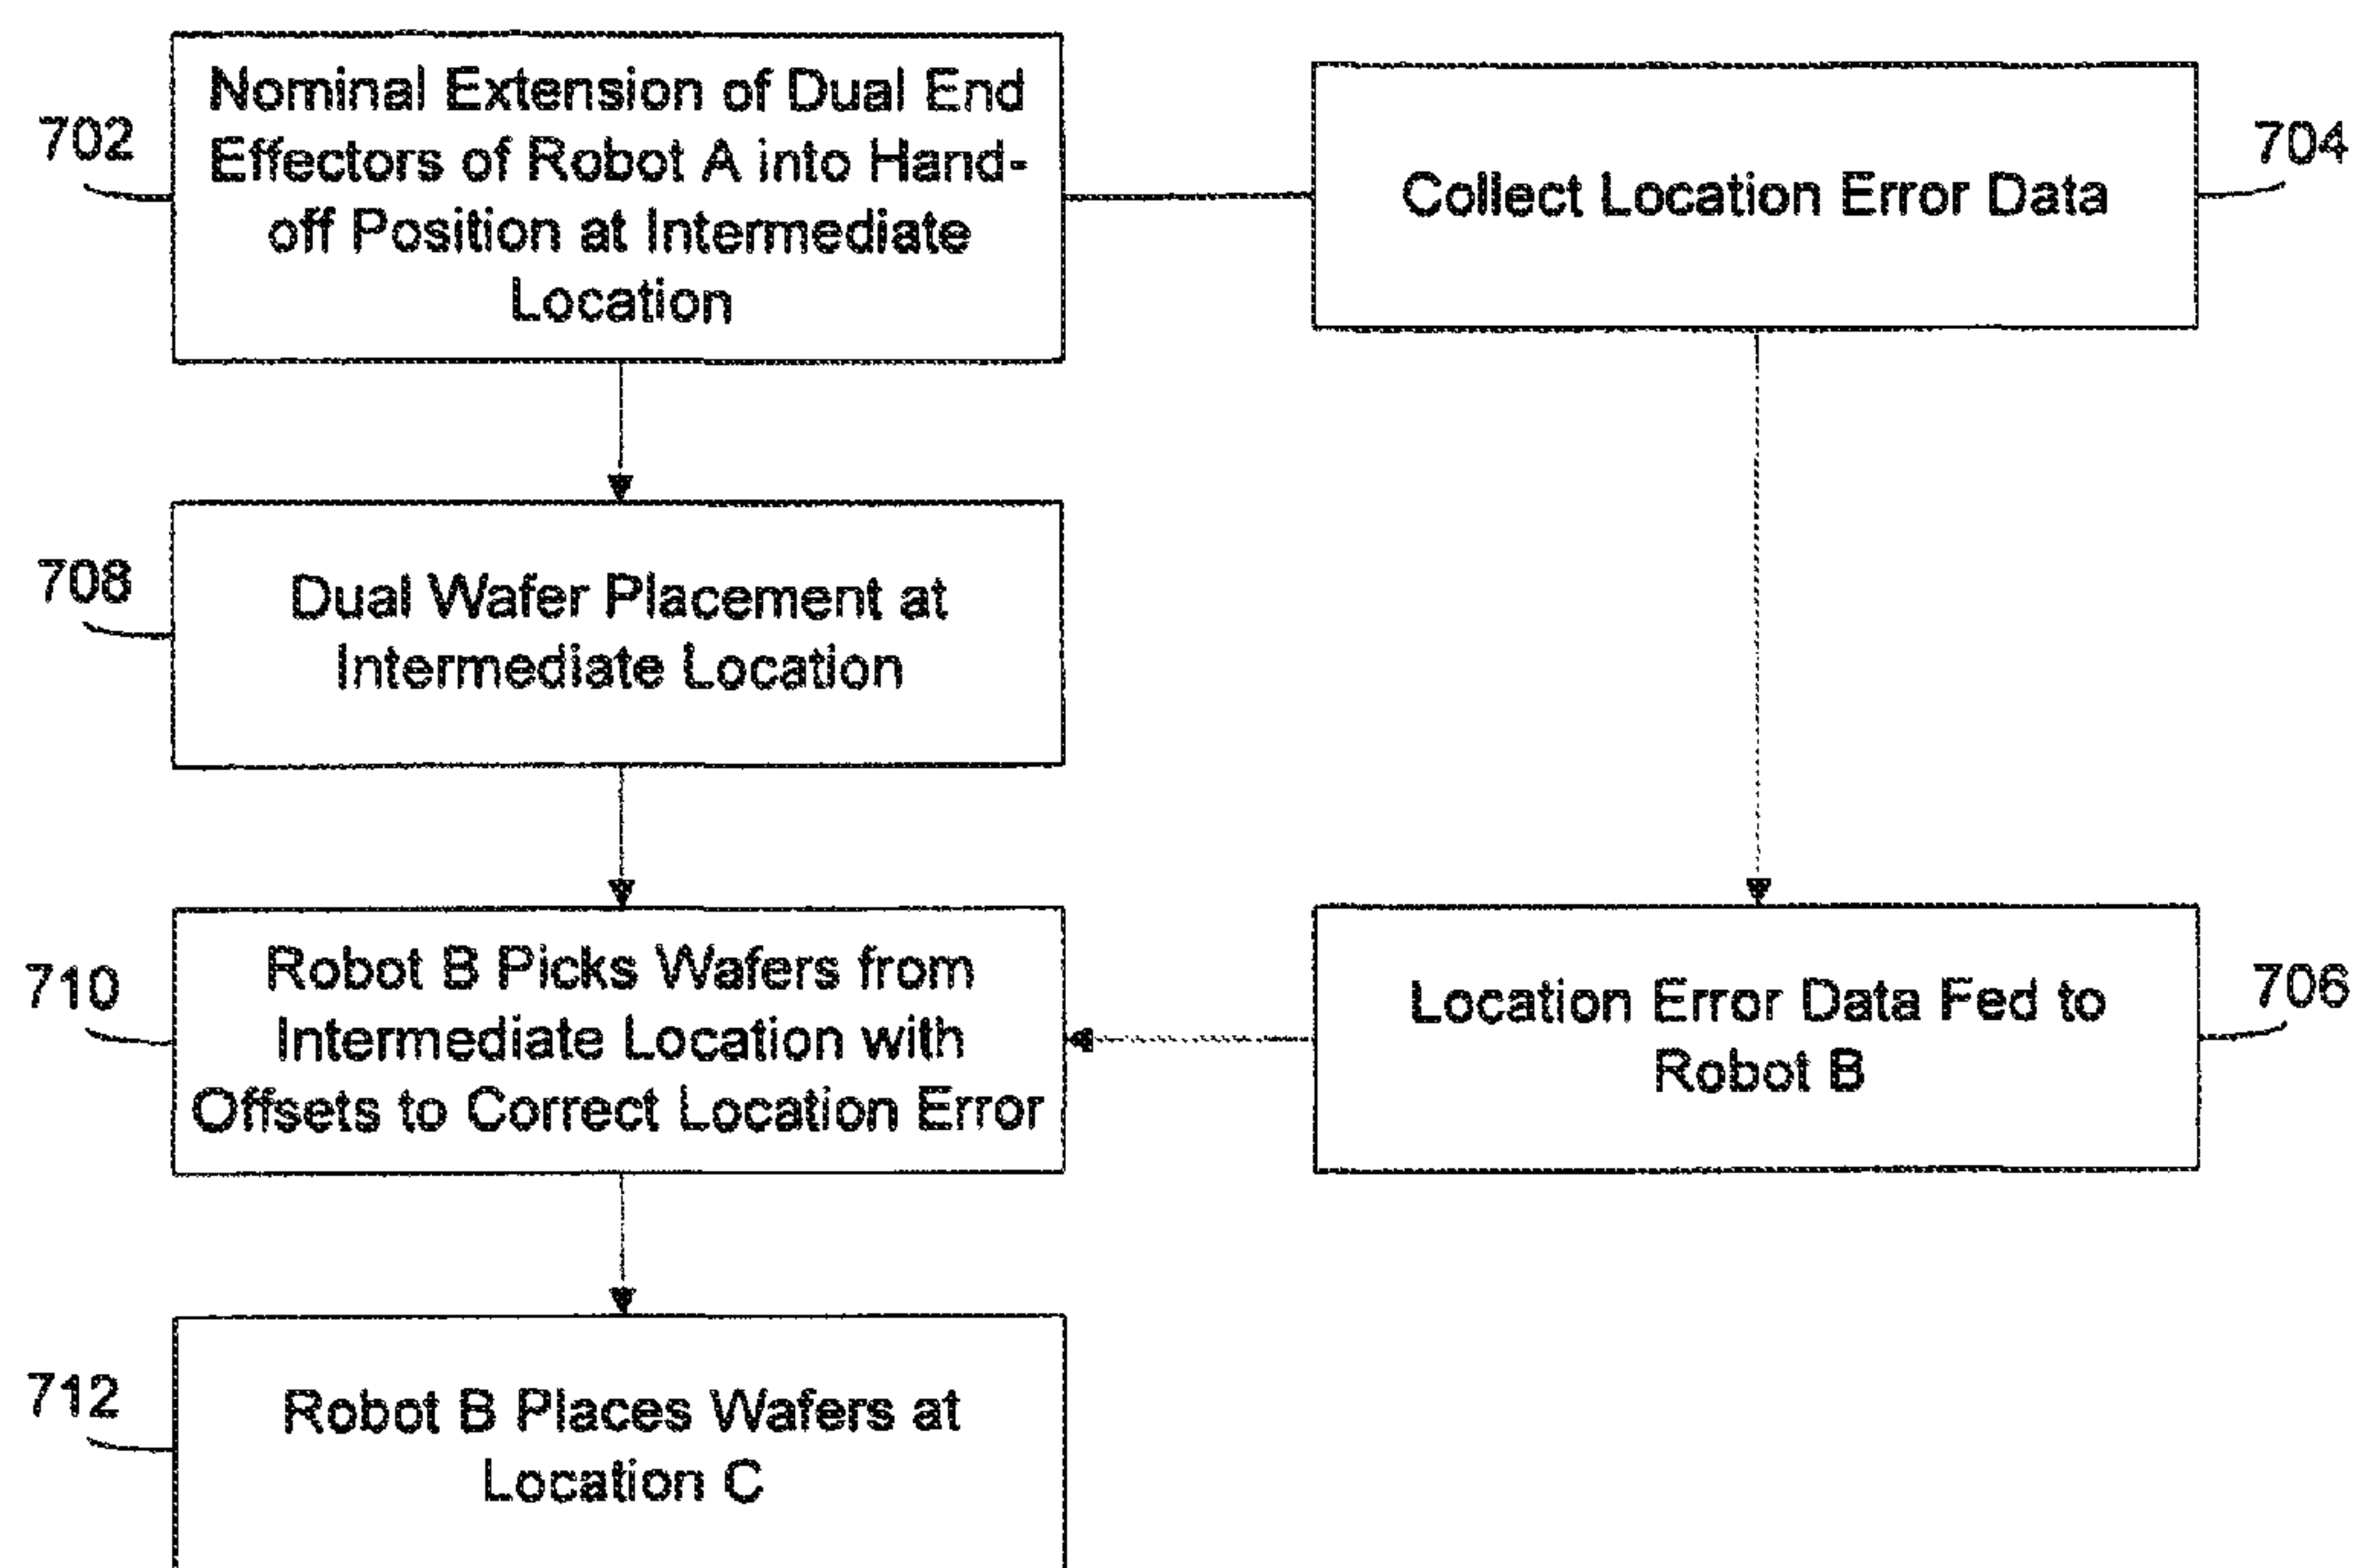 702
Nominal Extension of Dual End
Effectors of Robot A into Hand-
off Position at Intermediate
Location
Collect Location Error Data
704
708
Dual Wafer Placement at
Intermediate Location
710
Robot B Picks Wafers from
Intermediate Location with
Offsets to Correct Location Error
Location Error Data Fed to
Robot B
706
712
Robot B Places Wafers at
Location C